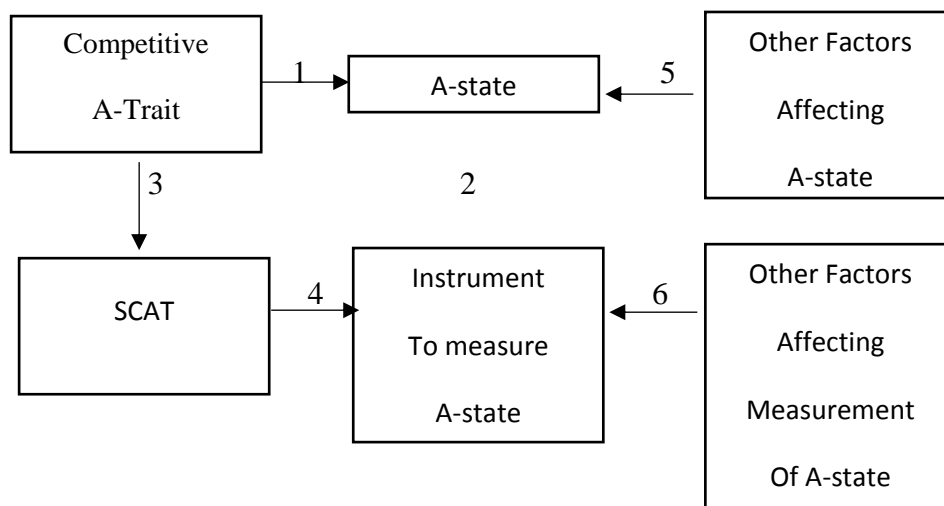 Competitive
A-Trait
1
A-state
5
Other Factors
Affecting
A-state
3
2
SCAT
4
Instrument
To measure
A-state
6
Other Factors
Affecting
Measurement
Of A-state